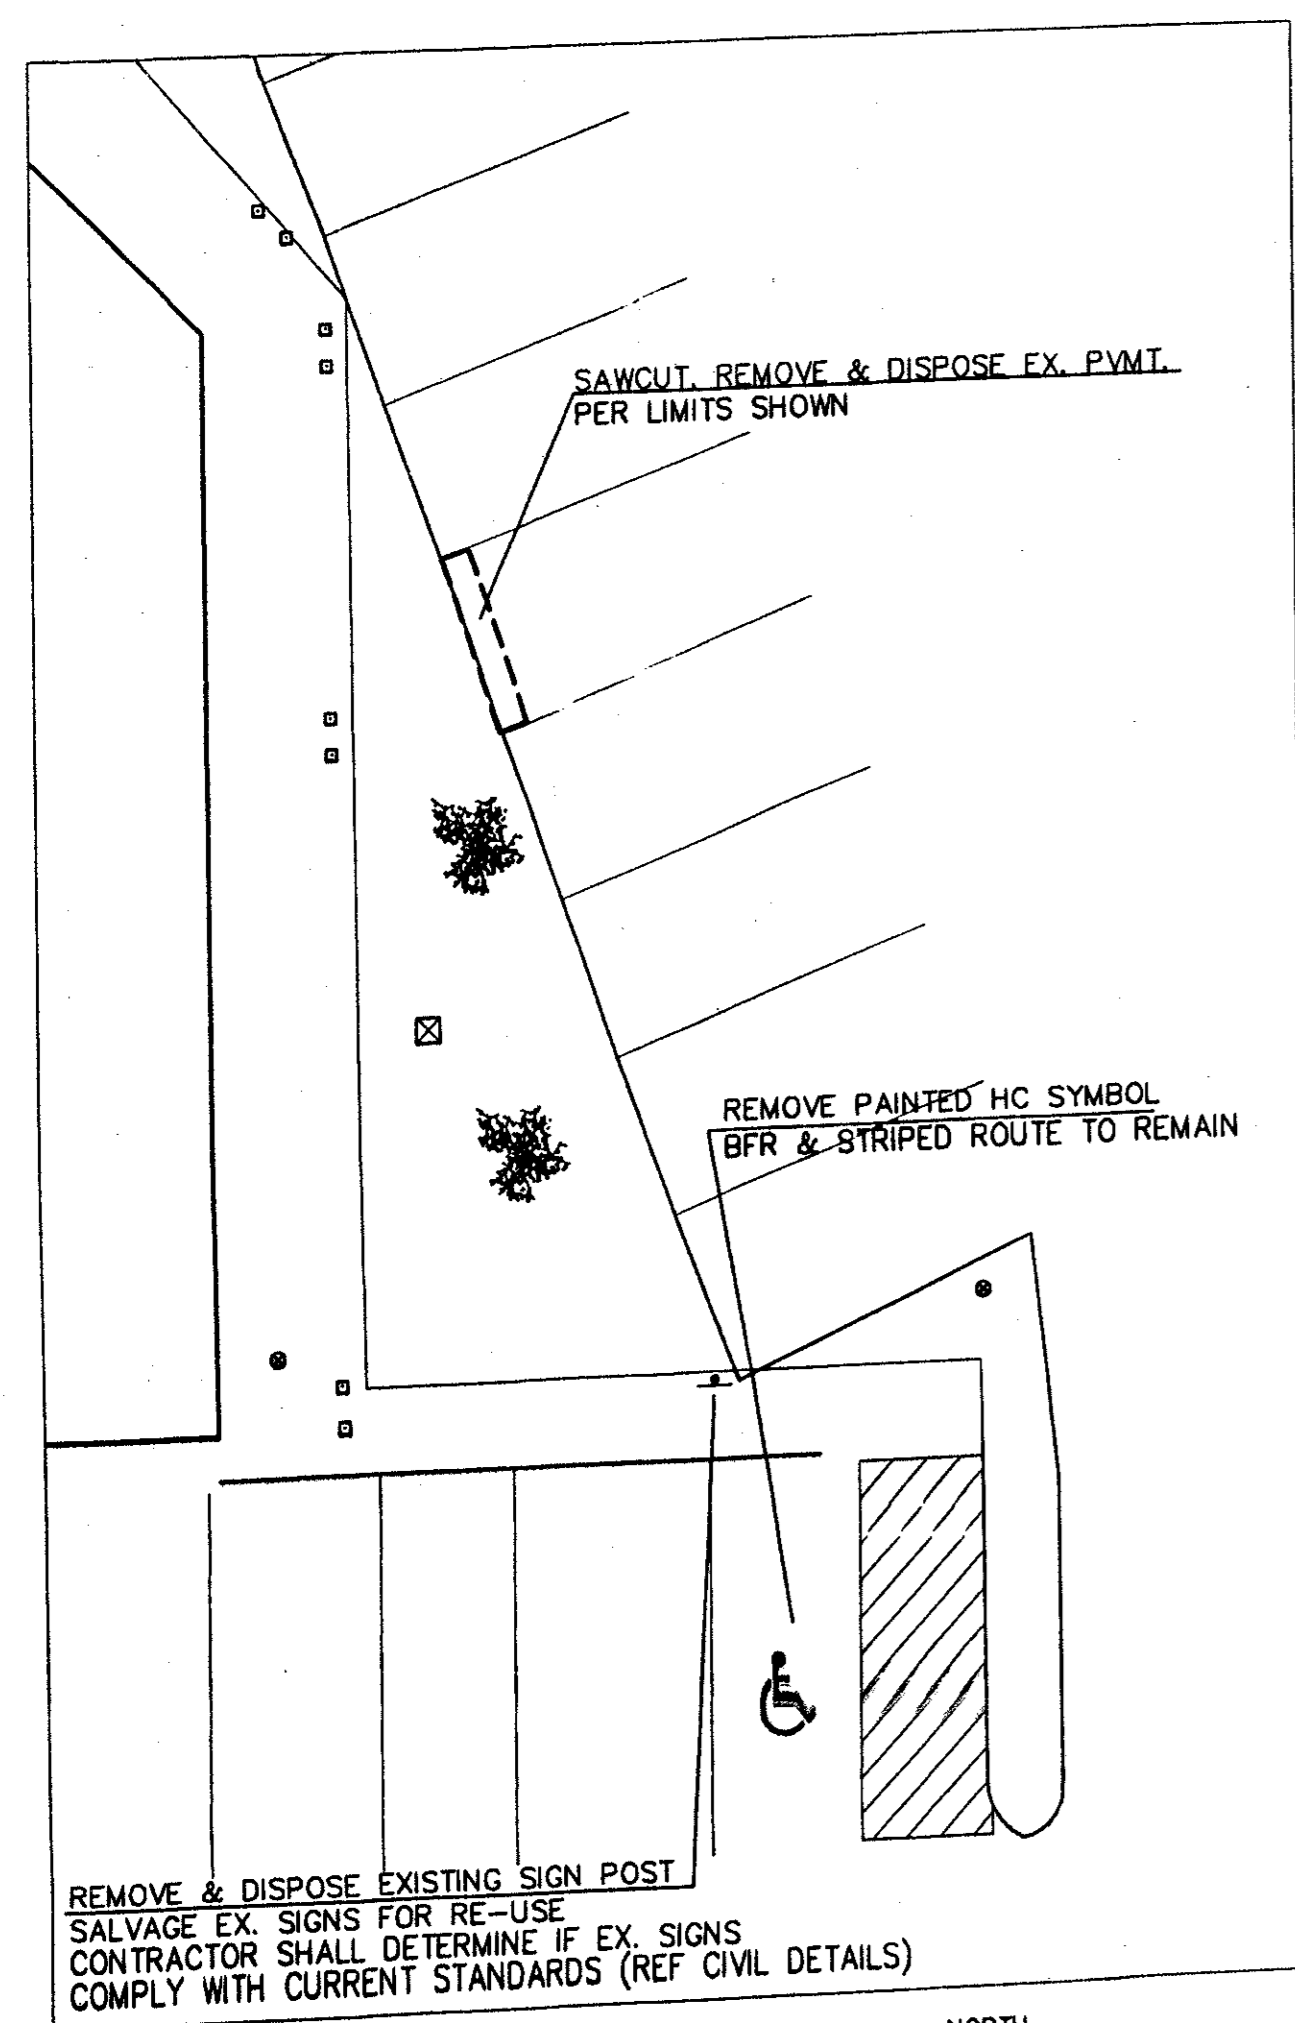 SAWCUT, REMOVE & DISPOSE EX. PVMT.
PER LIMITS SHOWN
REMOVE PAINTED HC SYMBOL
BFR & STRIPED ROUTE TO REMAIN
REMOVE & DISPOSE EXISTING SIGN POST
SALVAGE EX. SIGNS FOR RE-USE
CONTRACTOR SHALL DETERMINE IF EX. SIGNS
COMPLY WITH CURRENT STANDARDS (REF CIVIL DETAILS)
NORTH